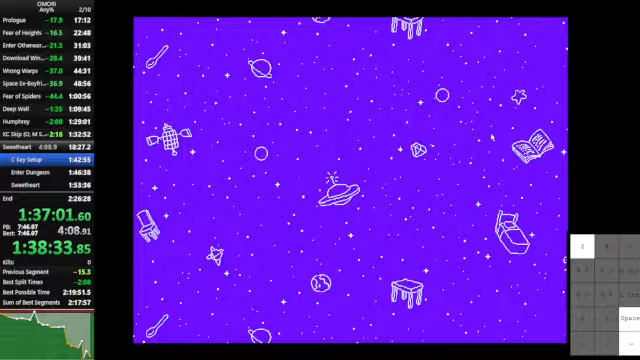 OMORI
Any% 2/10
Prologue -17.9 17:12
Fear of Heights -16.5 22:48
Enter Otherwor... -21.3 31:03
Download Win... -28.4 39:41
Wrong Warps -37.0 44:31
Space Ex-Boyfri... -36.9 48:56
Fear of Spiders -44.4 1:00:56
Deep Well -1:35 1:09:45
Humphrey -2:00 1:29:01
KC Skip (O, M S... -2:16 1:32:52
Sweetheart 4:08.9 18:27.2
C Key Setup 1:42:55
Enter Dungeon 1:46:38
Sweetheart 1:53:36
End 2:26:28
1:37:01.60
PB: 7:46.07
Best: 7:46.07 4:08.91
1:38:33.85
Kills: 0
Previous Segment -15.3
Best Split Times -2:08
Best Possible Time 2:19:51.5
Sum of Best Segments 2:17:57
Z
Space